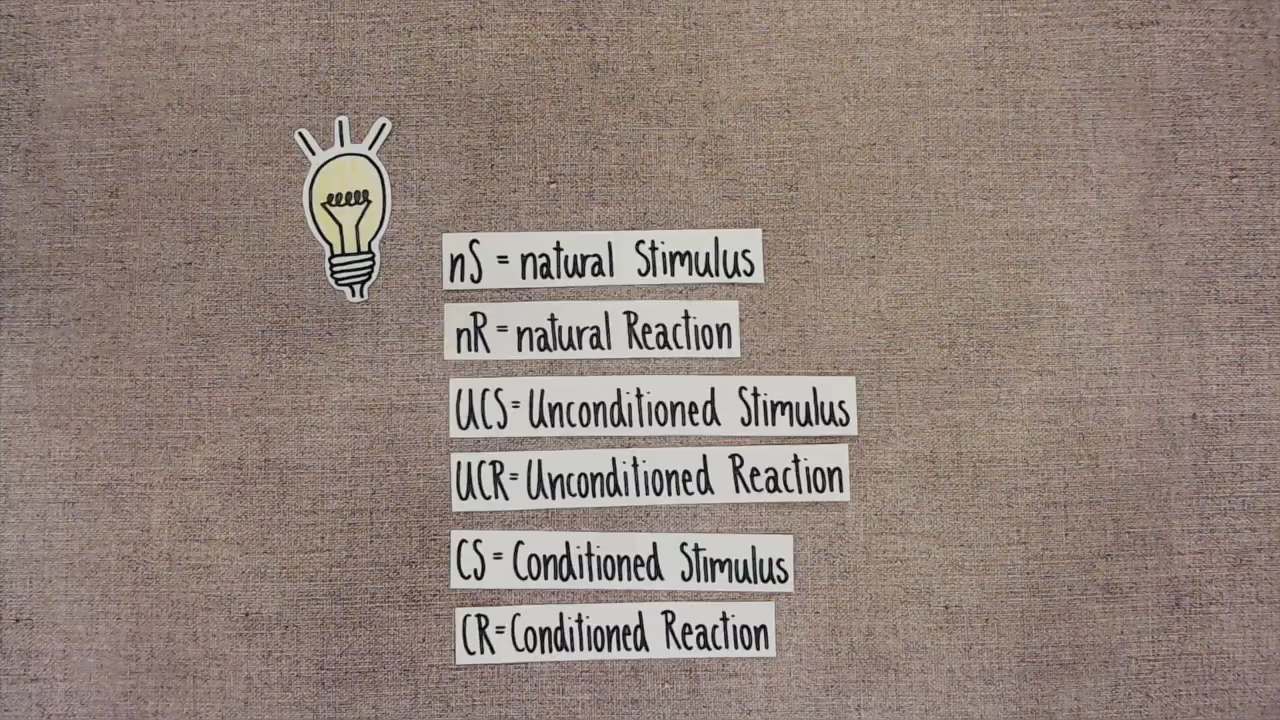 nS = natural Stimulus
nR = natural Reaction
UCS = Unconditioned Stimulus
UCR = Unconditioned Reaction
CS = Conditioned Stimulus
CR = Conditioned Reaction